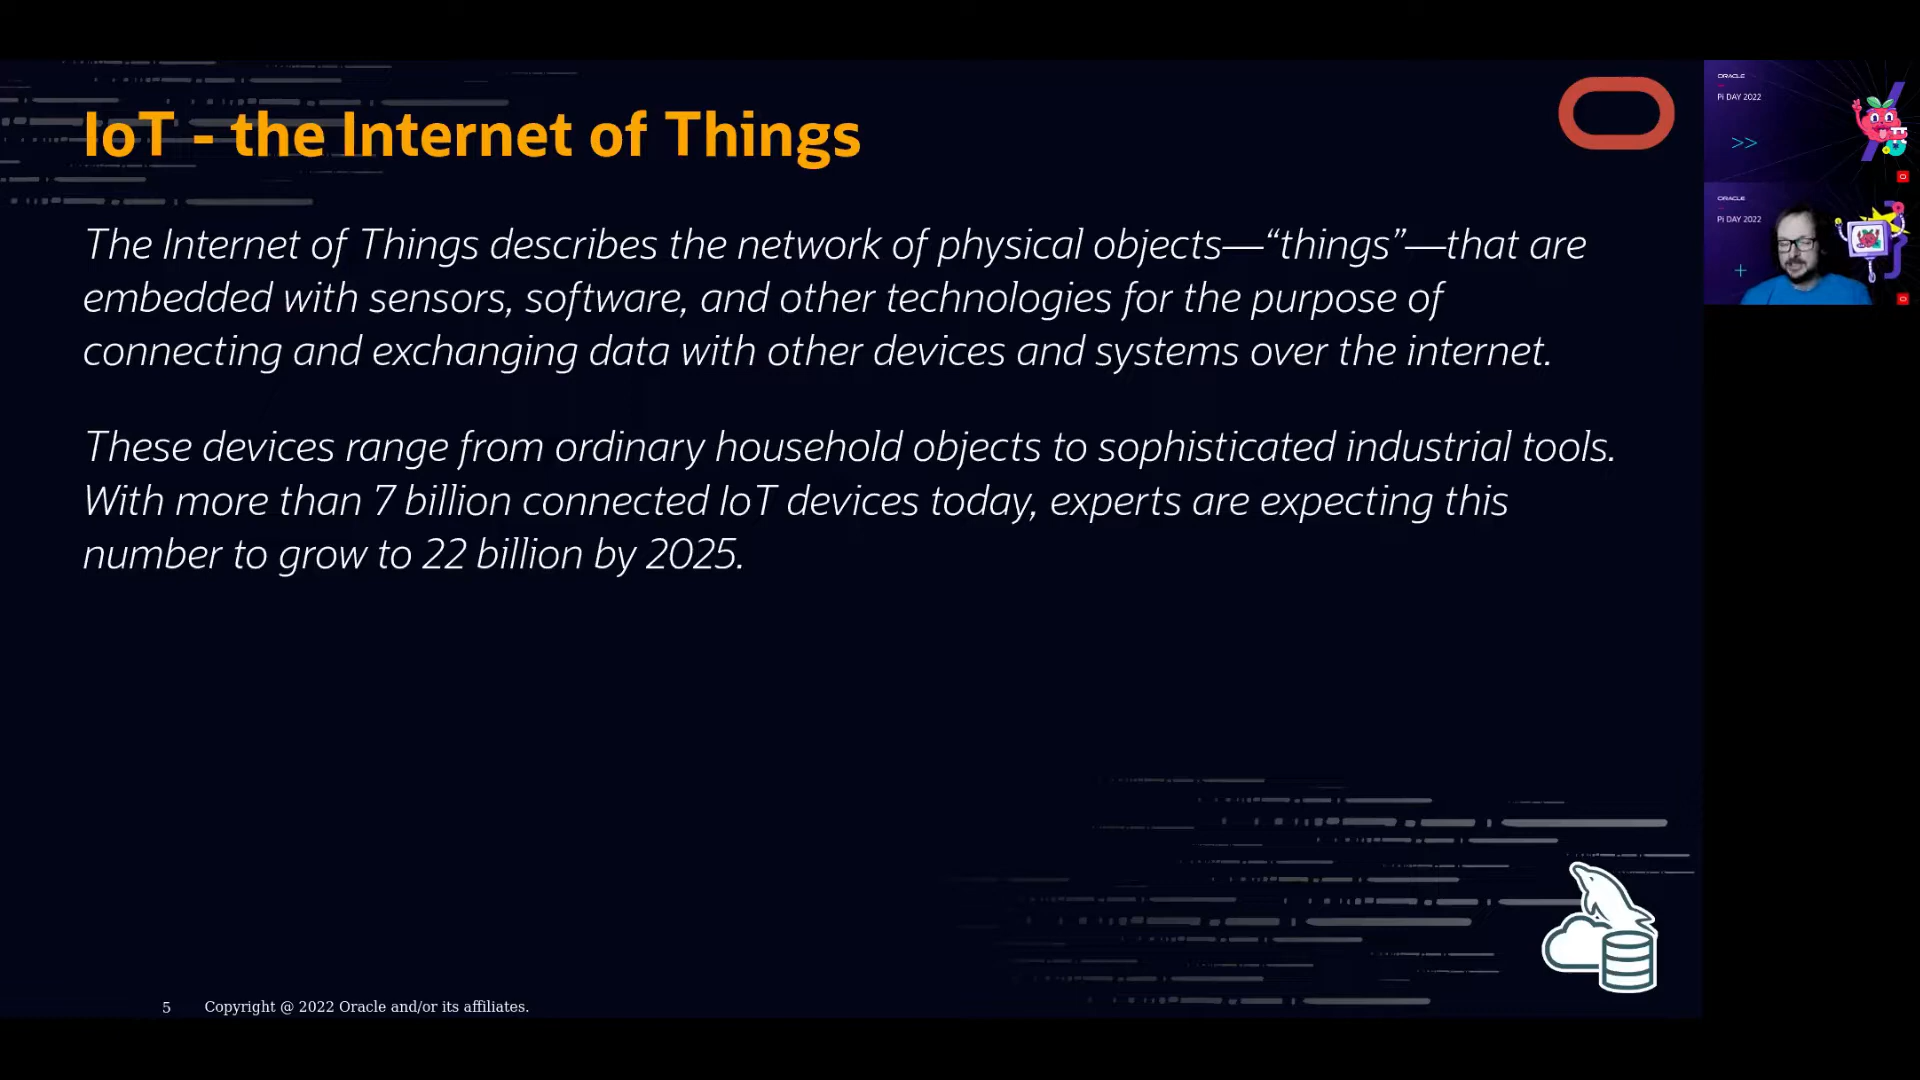 IoT - the Internet of Things
The Internet of Things describes the network of physical objects—“things”—that are
embedded with sensors, software, and other technologies for the purpose of
connecting and exchanging data with other devices and systems over the internet.
These devices range from ordinary household objects to sophisticated industrial tools.
With more than 7 billion connected IoT devices today, experts are expecting this
number to grow to 22 billion by 2025.
5 Copyright @ 2022 Oracle and/or its affiliates.
ORACLE
Pi DAY 2022
>>
ORACLE
Pi DAY 2022
+